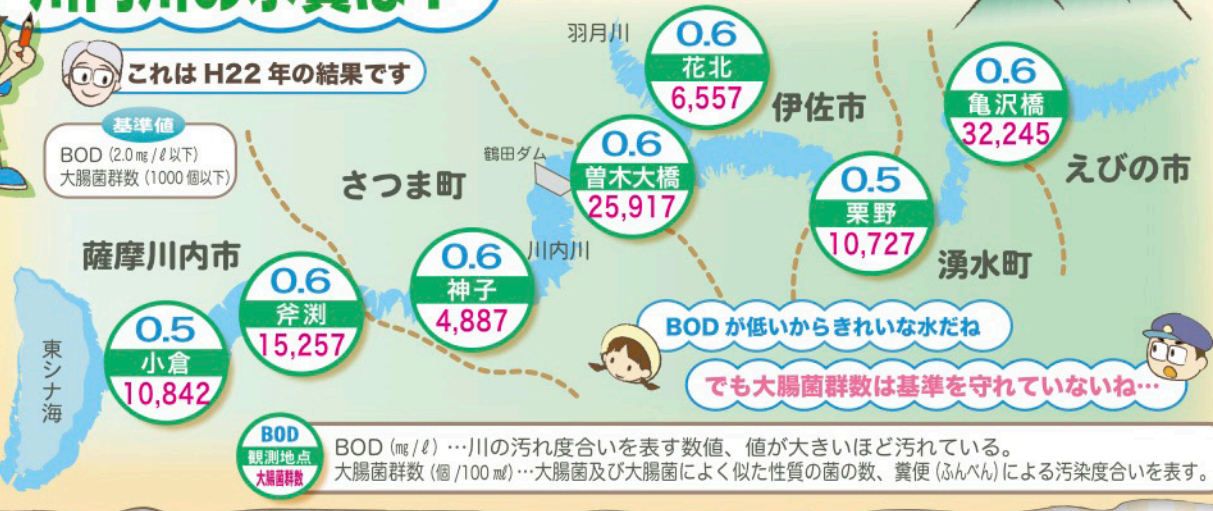 川内川の水質は？
これは H22 年の結果です
基準値
BOD (2.0㎎/ℓ以下)
大腸菌群数 (1000個以下)
羽月川
0.6
花北
6,557
伊佐市
0.6
亀沢橋
32,245
えびの市
鶴田ダム
0.6
曽木大橋
25,917
0.5
栗野
10,727
湧水町
さつま町
川内川
0.6
神子
4,887
薩摩川内市
0.6
斧渕
15,257
0.5
小倉
10,842
東シナ海
BOD が低いからきれいな水だね
でも大腸菌群数は基準を守れていないね…
BOD
観測地点
大腸菌群数
BOD (㎎/ℓ) …川の汚れ度合いを表す数値、値が大きいほど汚れている。
大腸菌群数 (個/100㎖) …大腸菌及び大腸菌によく似た性質の菌の数、糞便 (ふんべん) による汚染度合いを表す。